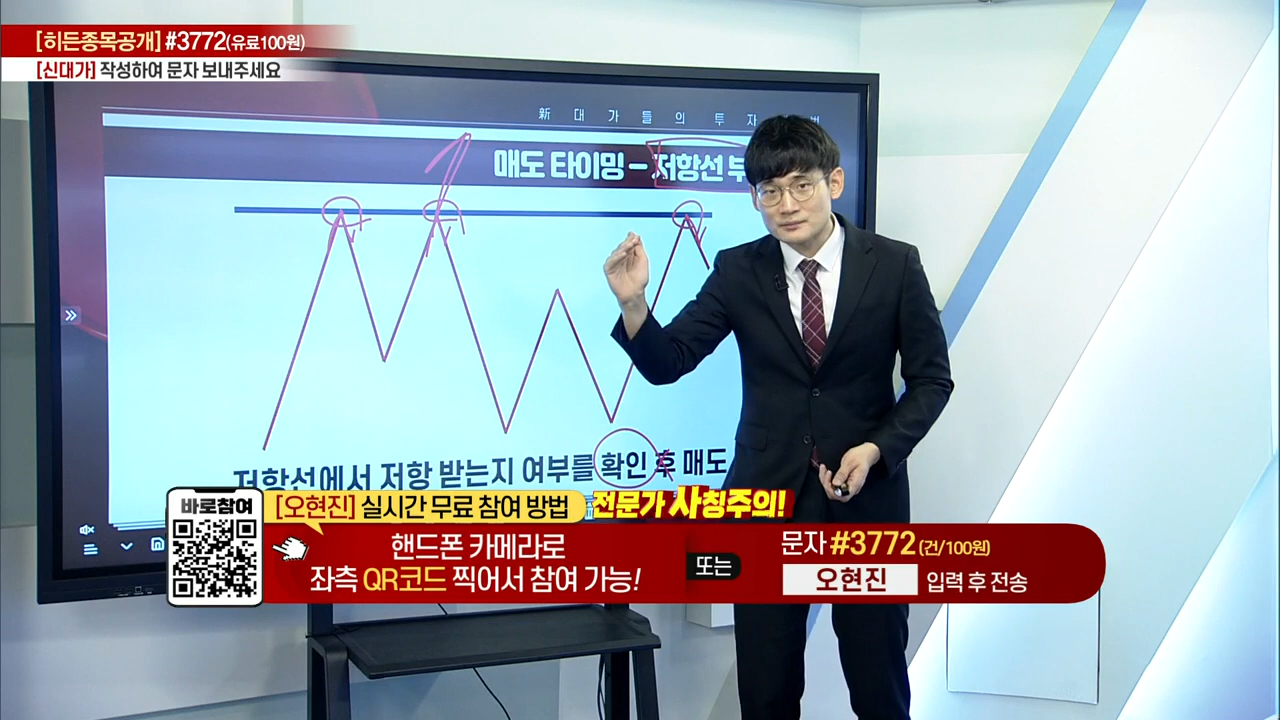 [히든종목공개] #3772(유료100원)
[신대가] 작성하여 문자 보내주세요
新 대 가 들 의 투 자
매도 타이밍 – 저항선
저항선에서 저항 받는지 여부를 확인 후 매도
바로참여
[오현진] 실시간 무료 참여 방법
전문가 사칭주의!
핸드폰 카메라로
좌측 QR코드 찍어서 참여 가능!
또는
문자 #3772 (건/100원)
오현진 입력 후 전송